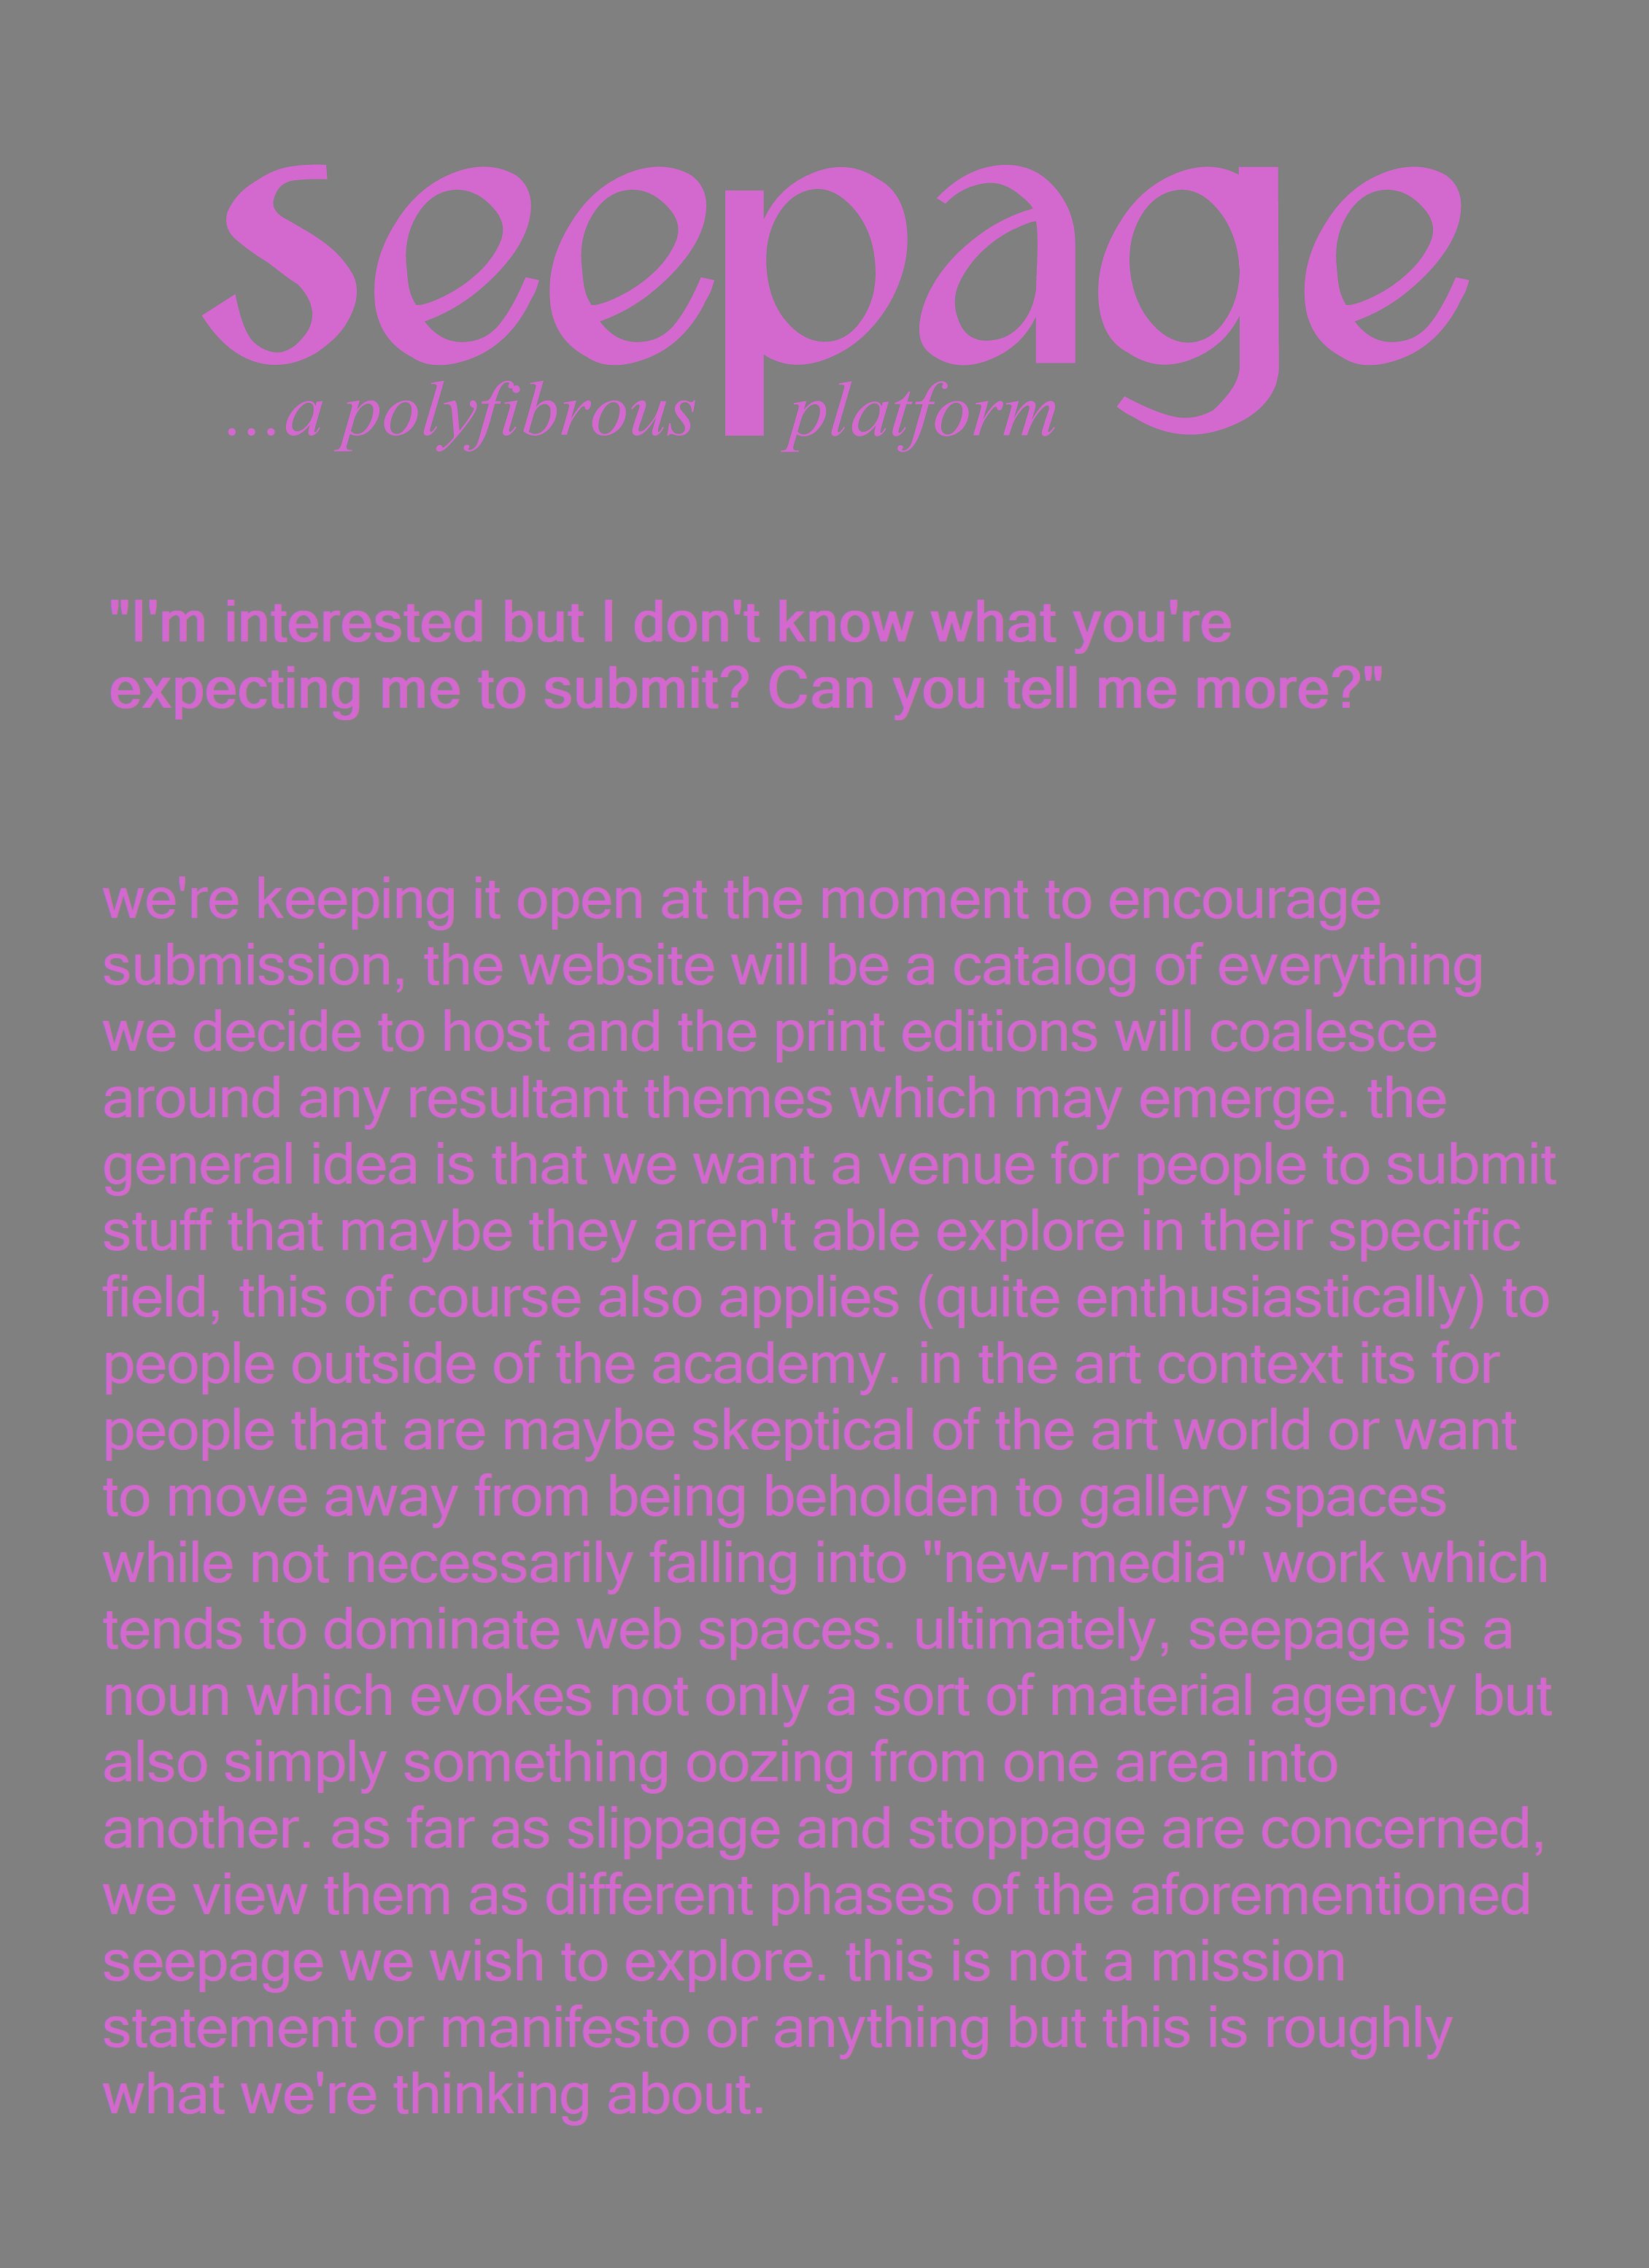 seepage
...a polyfibrous platform
"I'm interested but I don't know what you're
expecting me to submit? Can you tell me more?"
we're keeping it open at the moment to encourage
submission, the website will be a catalog of everything
we decide to host and the print editions will coalesce
around any resultant themes which may emerge. the
general idea is that we want a venue for people to submit
stuff that maybe they aren't able explore in their specific
field, this of course also applies (quite enthusiastically) to
people outside of the academy. in the art context its for
people that are maybe skeptical of the art world or want
to move away from being beholden to gallery spaces
while not necessarily falling into "new-media" work which
tends to dominate web spaces. ultimately, seepage is a
noun which evokes not only a sort of material agency but
also simply something oozing from one area into
another. as far as slippage and stoppage are concerned,
we view them as different phases of the aforementioned
seepage we wish to explore. this is not a mission
statement or manifesto or anything but this is roughly
what we're thinking about.